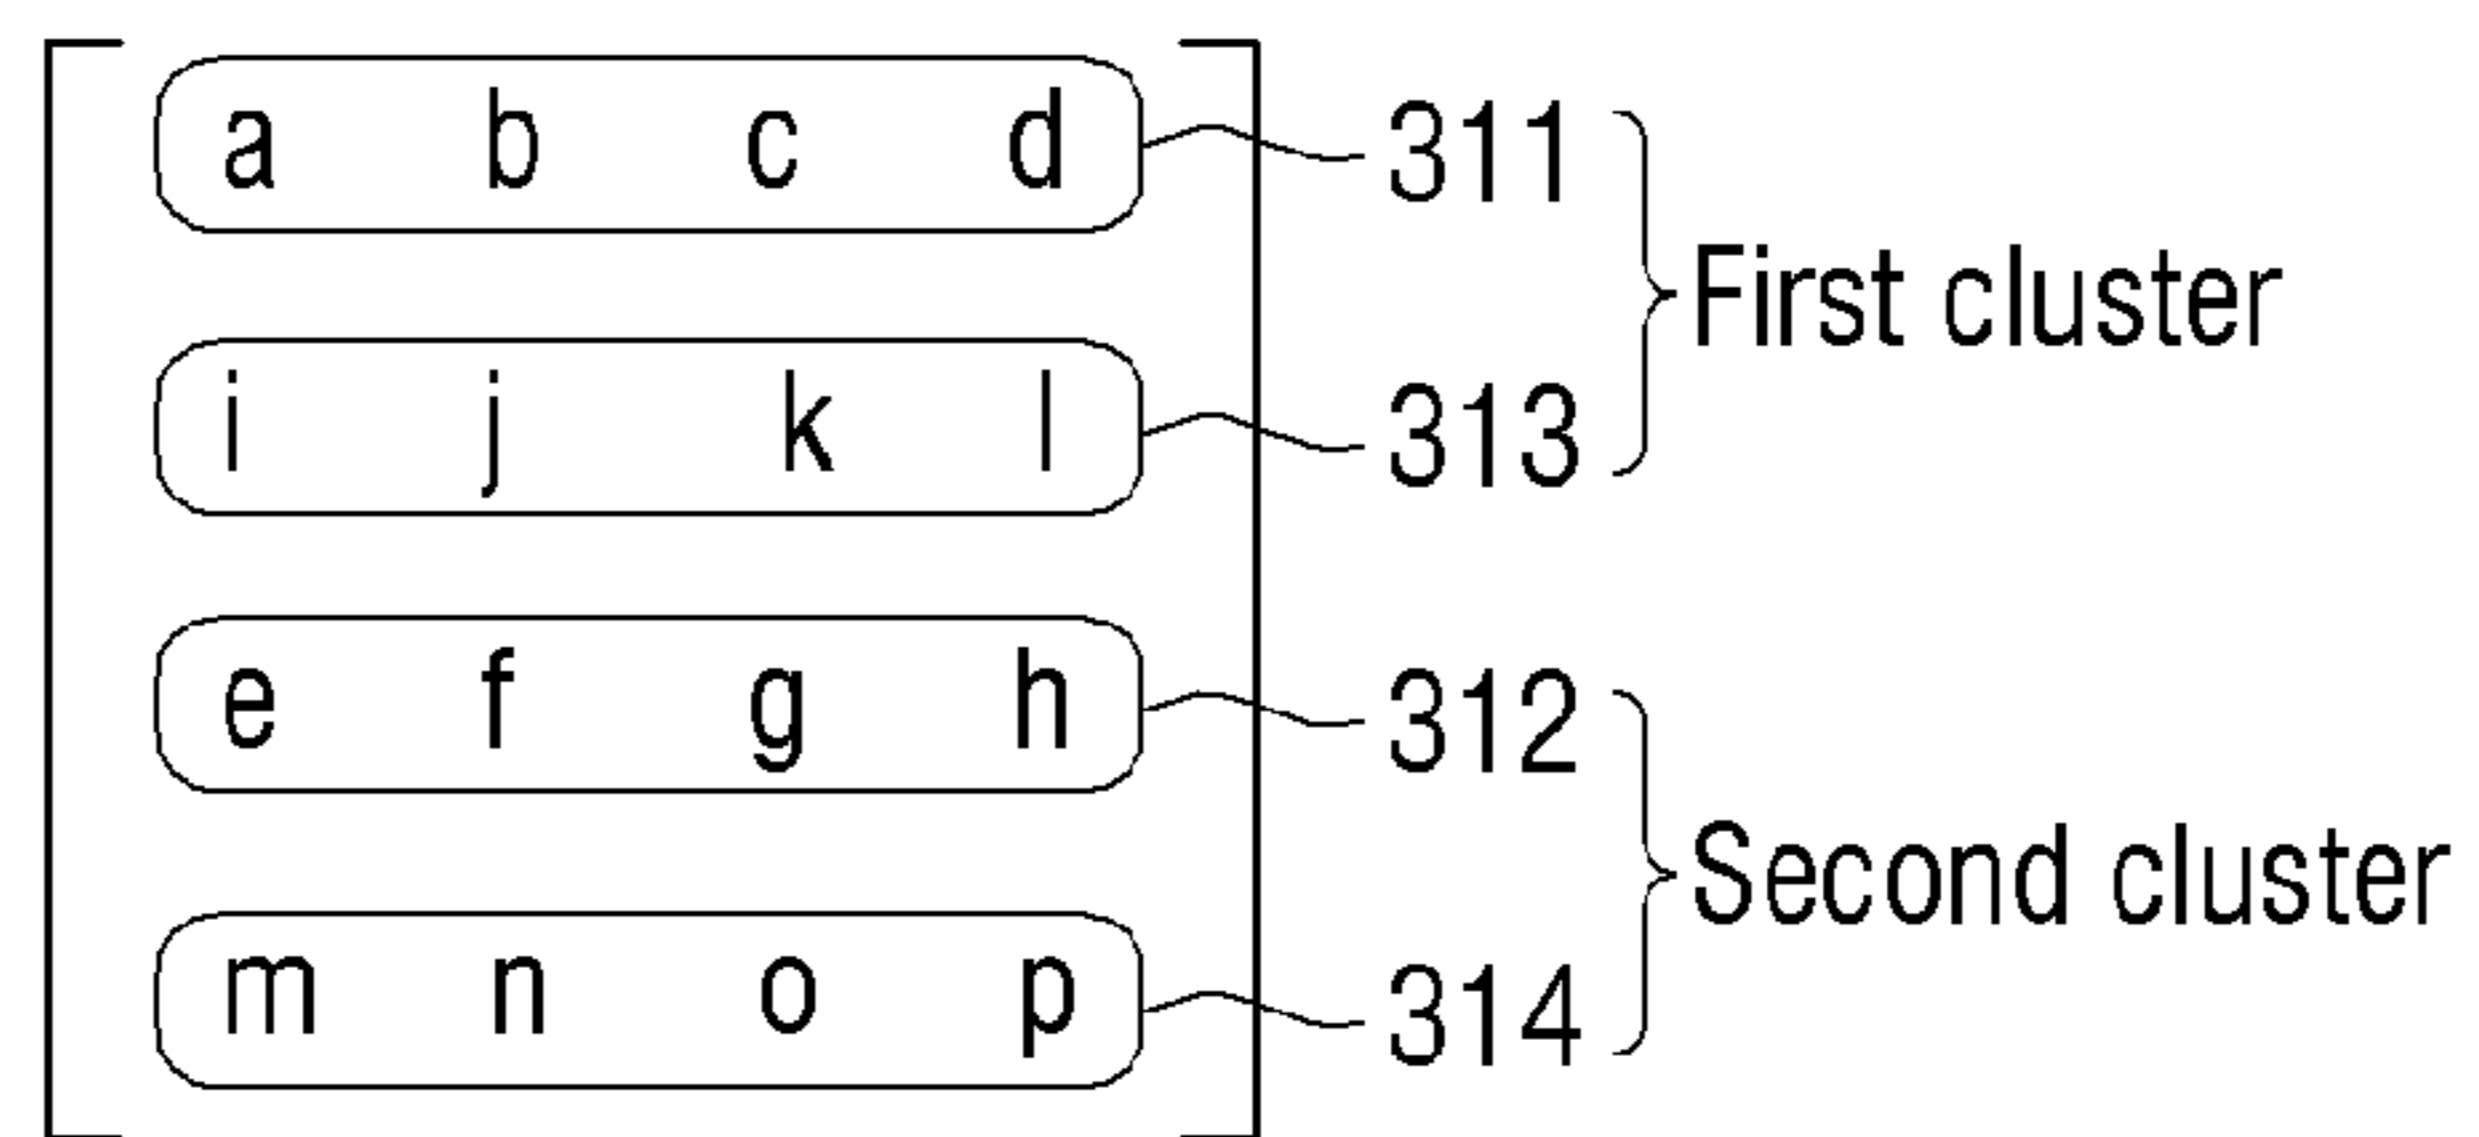 a b c d 311
First cluster
i j k l 313
e f g h 312
Second cluster
m n o p 314